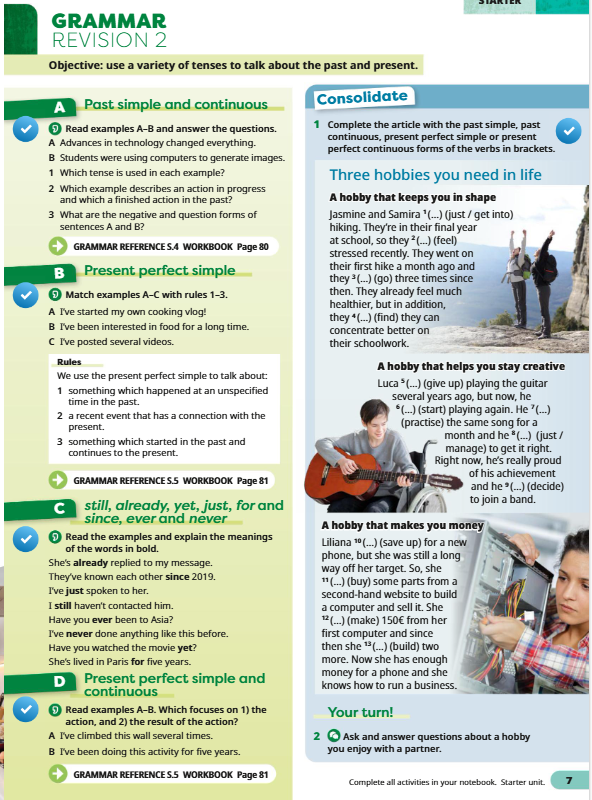 STARTER
GRAMMAR
REVISION 2
Objective: use a variety of tenses to talk about the past and present.
A Past simple and continuous
Read examples A–B and answer the questions.
A Advances in technology changed everything.
B Students were using computers to generate images.
1 Which tense is used in each example?
2 Which example describes an action in progress
and which a finished action in the past?
3 What are the negative and question forms of
sentences A and B?
GRAMMAR REFERENCE S.4 WORKBOOK Page 80
B Present perfect simple
Match examples A–C with rules 1–3.
A I've started my own cooking vlog!
B I've been interested in food for a long time.
C I've posted several videos.
Rules
We use the present perfect simple to talk about:
1 something which happened at an unspecified
time in the past.
2 a recent event that has a connection with the
present.
3 something which started in the past and
continues to the present.
GRAMMAR REFERENCE S.5 WORKBOOK Page 81
C still, already, yet, just, for and
since, ever and never
Read the examples and explain the meanings
of the words in bold.
She's already replied to my message.
They've known each other since 2019.
I've just spoken to her.
I still haven't contacted him.
Have you ever been to Asia?
I've never done anything like this before.
Have you watched the movie yet?
She's lived in Paris for five years.
D Present perfect simple and
continuous
Read examples A–B. Which focuses on 1) the
action, and 2) the result of the action?
A I've climbed this wall several times.
B I've been doing this activity for five years.
GRAMMAR REFERENCE S.5 WORKBOOK Page 81
Consolidate
1 Complete the article with the past simple, past
continuous, present perfect simple or present
perfect continuous forms of the verbs in brackets.
Three hobbies you need in life
A hobby that keeps you in shape
Jasmine and Samira ¹(...) (just / get into)
hiking. They're in their final year
at school, so they ²(...) (feel)
stressed recently. They went on
their first hike a month ago and
they ³(...) (go) three times since
then. They already feel much
healthier, but in addition,
they ⁴(...) (find) they can
concentrate better on
their schoolwork.
A hobby that helps you stay creative
Luca ⁵(...) (give up) playing the guitar
several years ago, but now, he
⁶(...) (start) playing again. He ⁷(...)
(practise) the same song for a
month and he ⁸(...) (just /
manage) to get it right.
Right now, he's really proud
of his achievement
and he ⁹(...) (decide)
to join a band.
A hobby that makes you money
Liliana ¹⁰(...) (save up) for a new
phone, but she was still a long
way off her target. So, she
¹¹(...) (buy) some parts from a
second-hand website to build
a computer and sell it. She
¹²(...) (make) 150€ from her
first computer and since
then she ¹³(...) (build) two
more. Now she has enough
money for a phone and she
knows how to run a business.
Your turn!
2 Ask and answer questions about a hobby
you enjoy with a partner.
Complete all activities in your notebook. Starter unit. 7